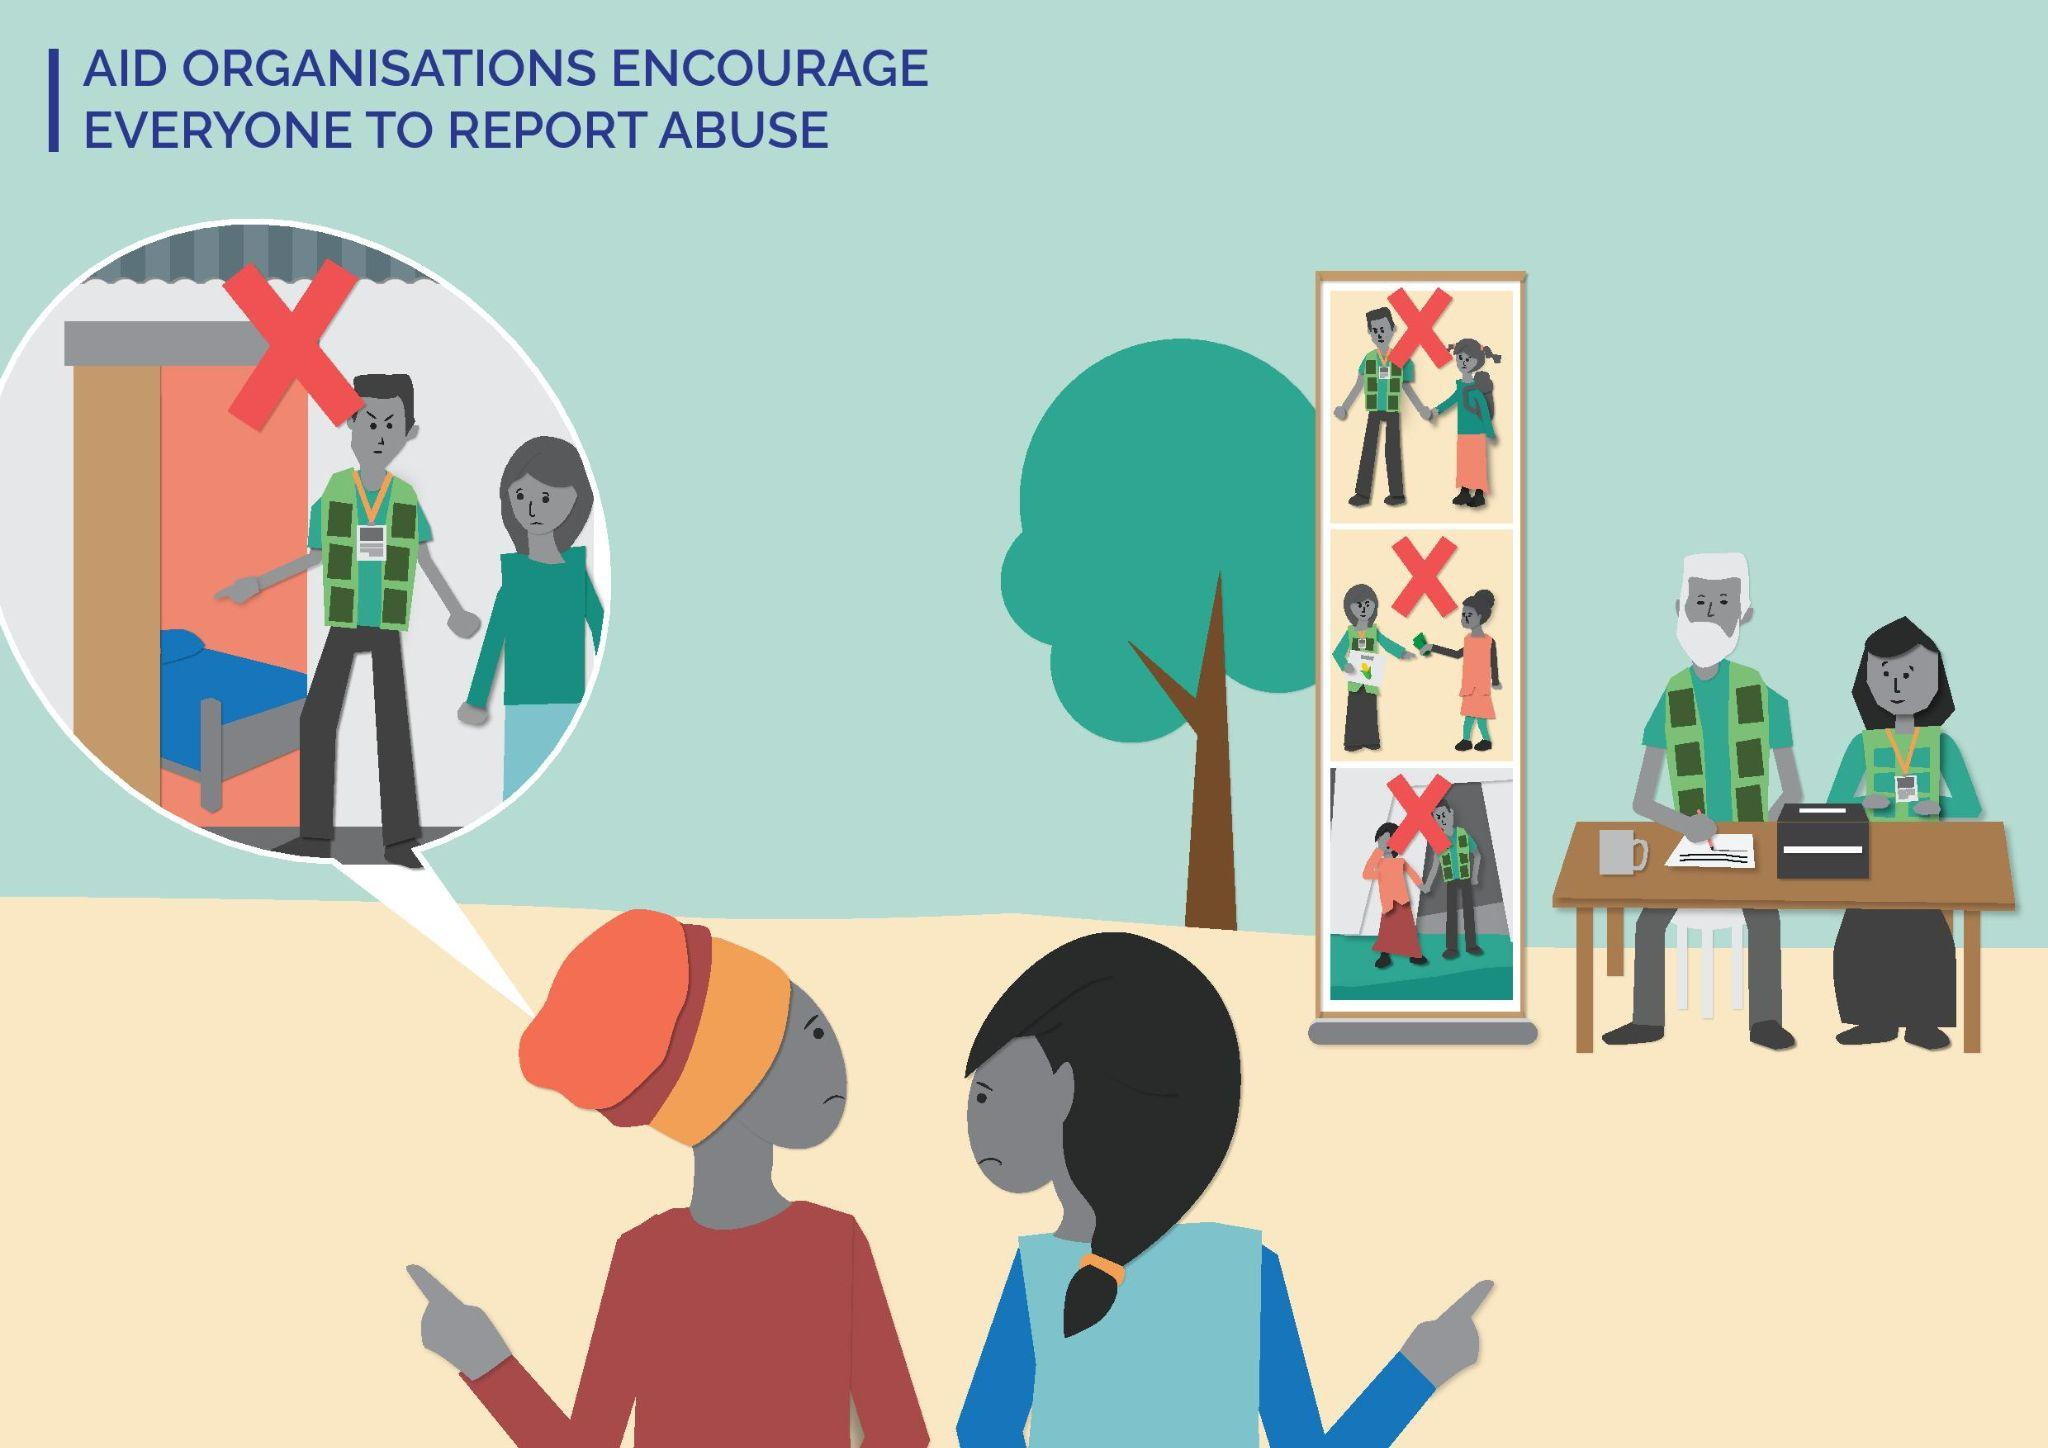 AID ORGANISATIONS ENCOURAGE
EVERYONE TO REPORT ABUSE